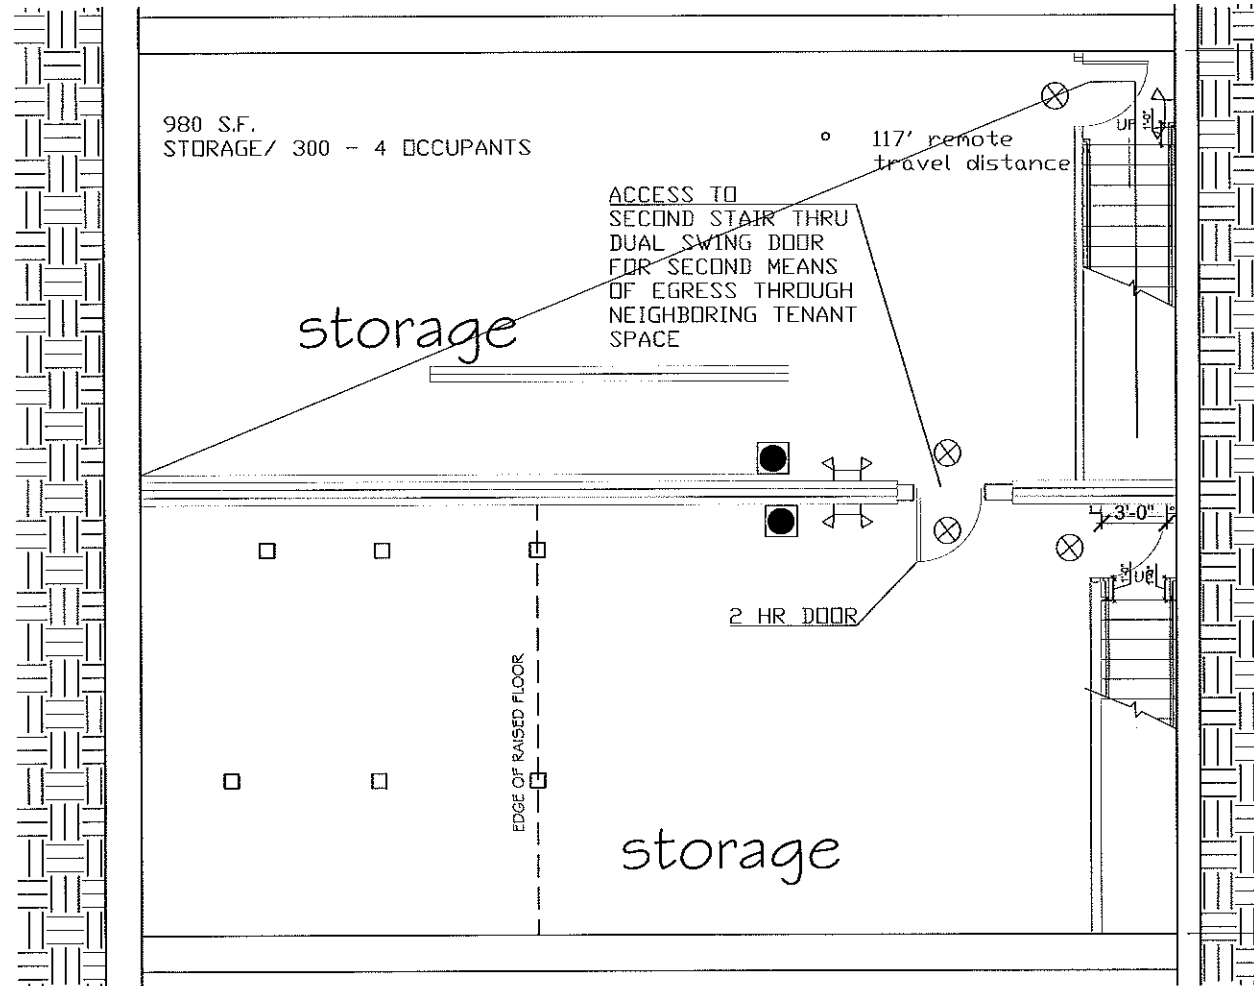 980 S.F.
STORAGE/ 300 - 4 OCCUPANTS
117' remote
travel distance
UP
1'-0"
ACCESS TO
SECOND STAIR THRU
DUAL SWING DOOR
FOR SECOND MEANS
OF EGRESS THROUGH
NEIGHBORING TENANT
SPACE
storage
3'-0"
2 HR DOOR
EDGE OF RAISED FLOOR
storage